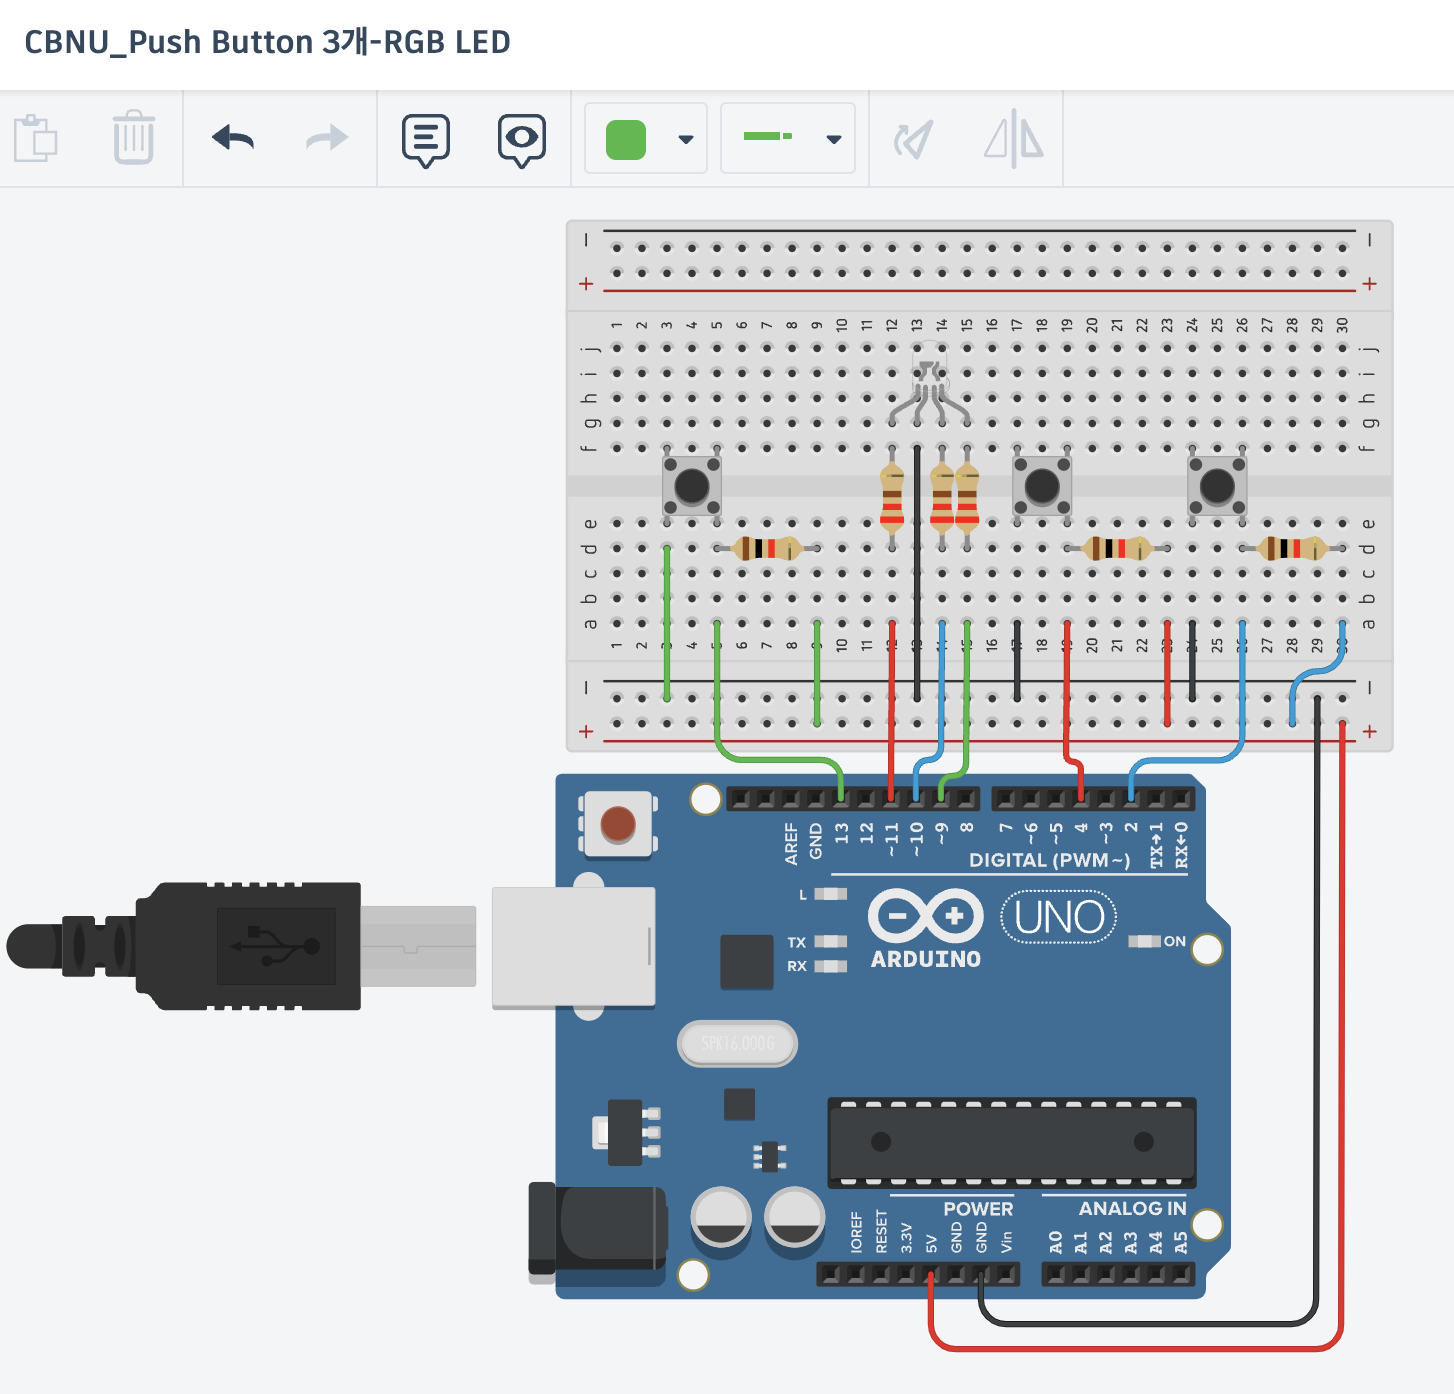 CBNU_Push Button 3개-RGB LED
− −
+ +
1 2 3 4 5 6 7 8 9 10 11 12 13 14 15 16 17 18 19 20 21 22 23 24 25 26 27 28 29 30
j j
i i
h h
g g
f f
e e
d d
c c
b b
a a
1 2 3 4 5 6 7 8 9 10 11 12 13 14 15 16 17 18 19 20 21 22 23 24 25 26 27 28 29 30
− −
+ +
AREF GND 13 12 ~11 ~10 ~9 8 7 ~6 ~5 4 ~3 2 TX→1 RX←0
DIGITAL (PWM~)
L
UNO
TX
ON
RX
ARDUINO
SPK16.000G
POWER
ANALOG IN
IOREF RESET 3.3V 5V GND GND Vin A0 A1 A2 A3 A4 A5